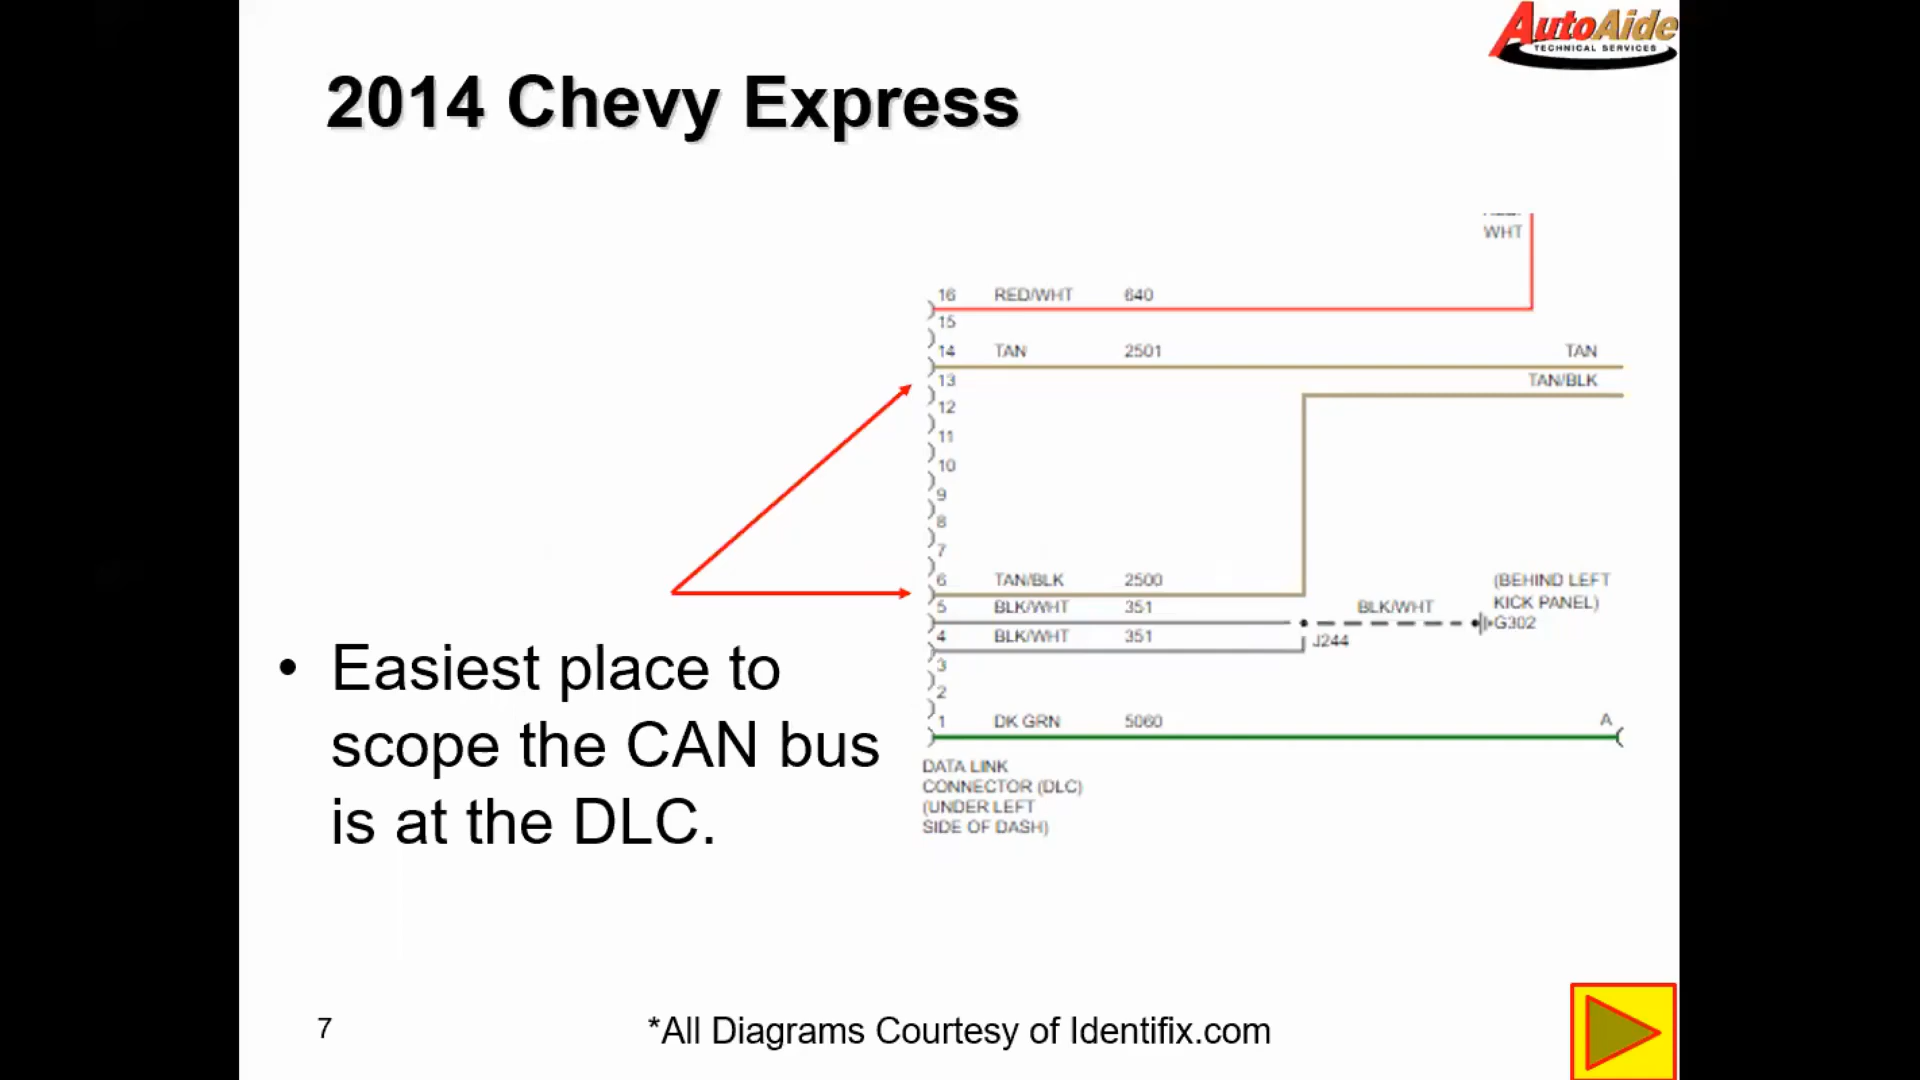 AutoAide
TECHNICAL SERVICES
2014 Chevy Express
WHT
16 RED/WHT 640
15
14 TAN 2501 TAN
13 TAN/BLK
12
11
10
9
8
7
6 TAN/BLK 2500 (BEHIND LEFT
5 BLK/WHT 351 BLK/WHT KICK PANEL)
G302
4 BLK/WHT 351 J244
3
2
1 DK GRN 5060 A
DATA LINK
CONNECTOR (DLC)
(UNDER LEFT
SIDE OF DASH)
• Easiest place to
scope the CAN bus
is at the DLC.
7
*All Diagrams Courtesy of Identifix.com